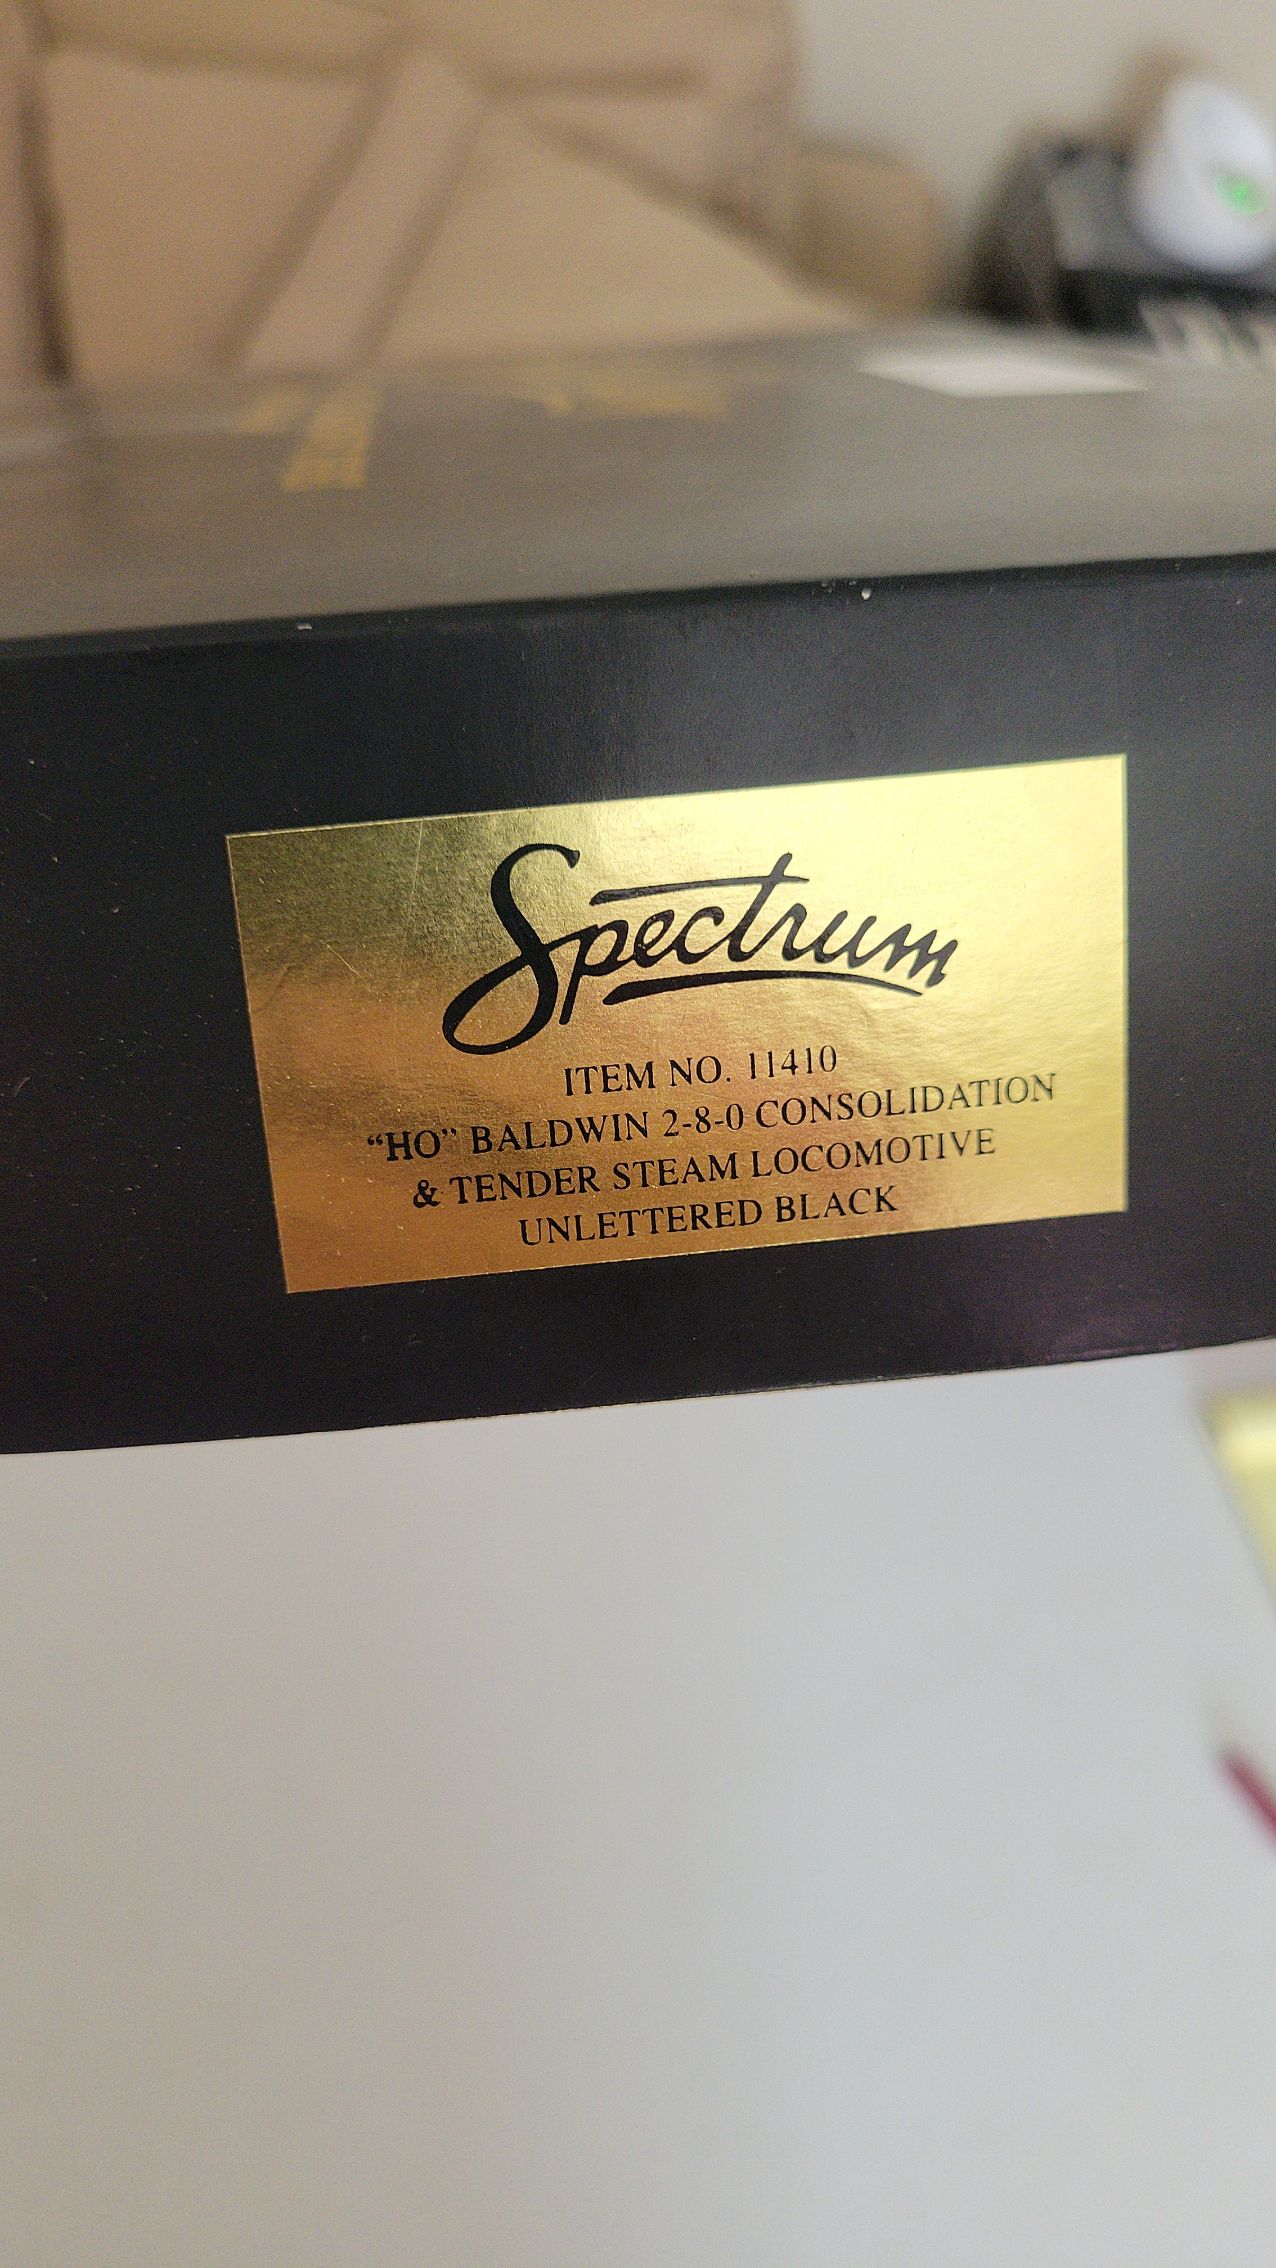 Spectrum
ITEM NO. 11410
“HO” BALDWIN 2-8-0 CONSOLIDATION
& TENDER STEAM LOCOMOTIVE
UNLETTERED BLACK